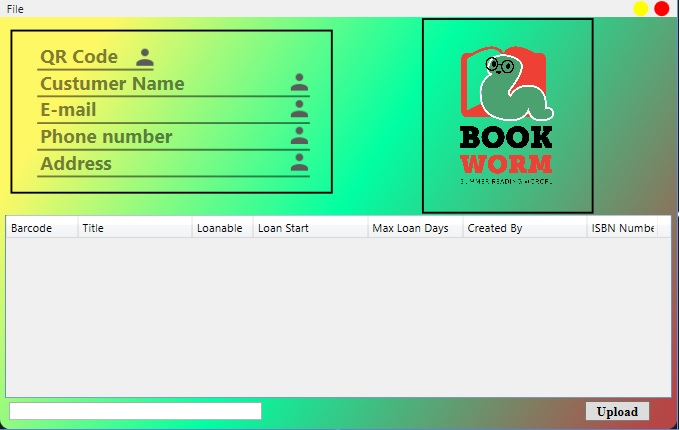 File
QR Code
Custumer Name
E-mail
Phone number
Address
BOOK
WORM
SUMMER READING
Barcode Title Loanable Loan Start Max Loan Days Created By ISBN Numbe
Upload